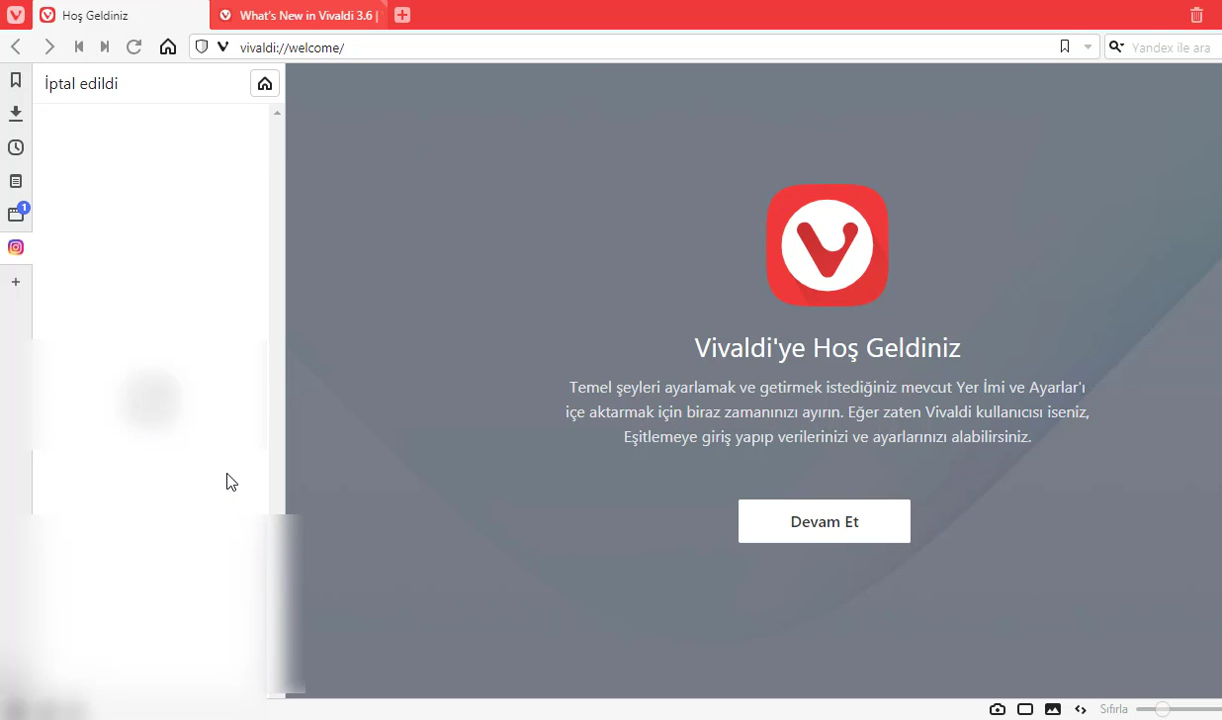 Hoş Geldiniz
What's New in Vivaldi 3.6 |
vivaldi://welcome/
Yandex ile ara
İptal edildi
1
Vivaldi'ye Hoş Geldiniz
Temel şeyleri ayarlamak ve getirmek istediğiniz mevcut Yer İmi ve Ayarlar'ı
içe aktarmak için biraz zamanınızı ayırın. Eğer zaten Vivaldi kullanıcısı iseniz,
Eşitlemeye giriş yapıp verilerinizi ve ayarlarınızı alabilirsiniz.
Devam Et
Sıfırla